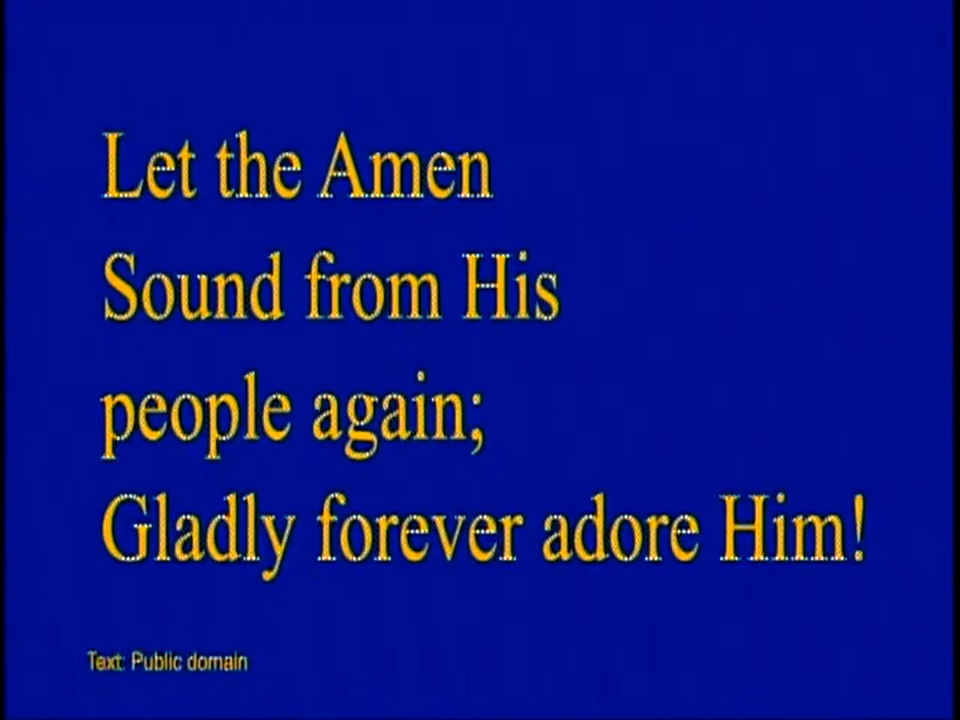 Let the Amen
Sound from His
people again;
Gladly forever adore Him!
Text: Public domain